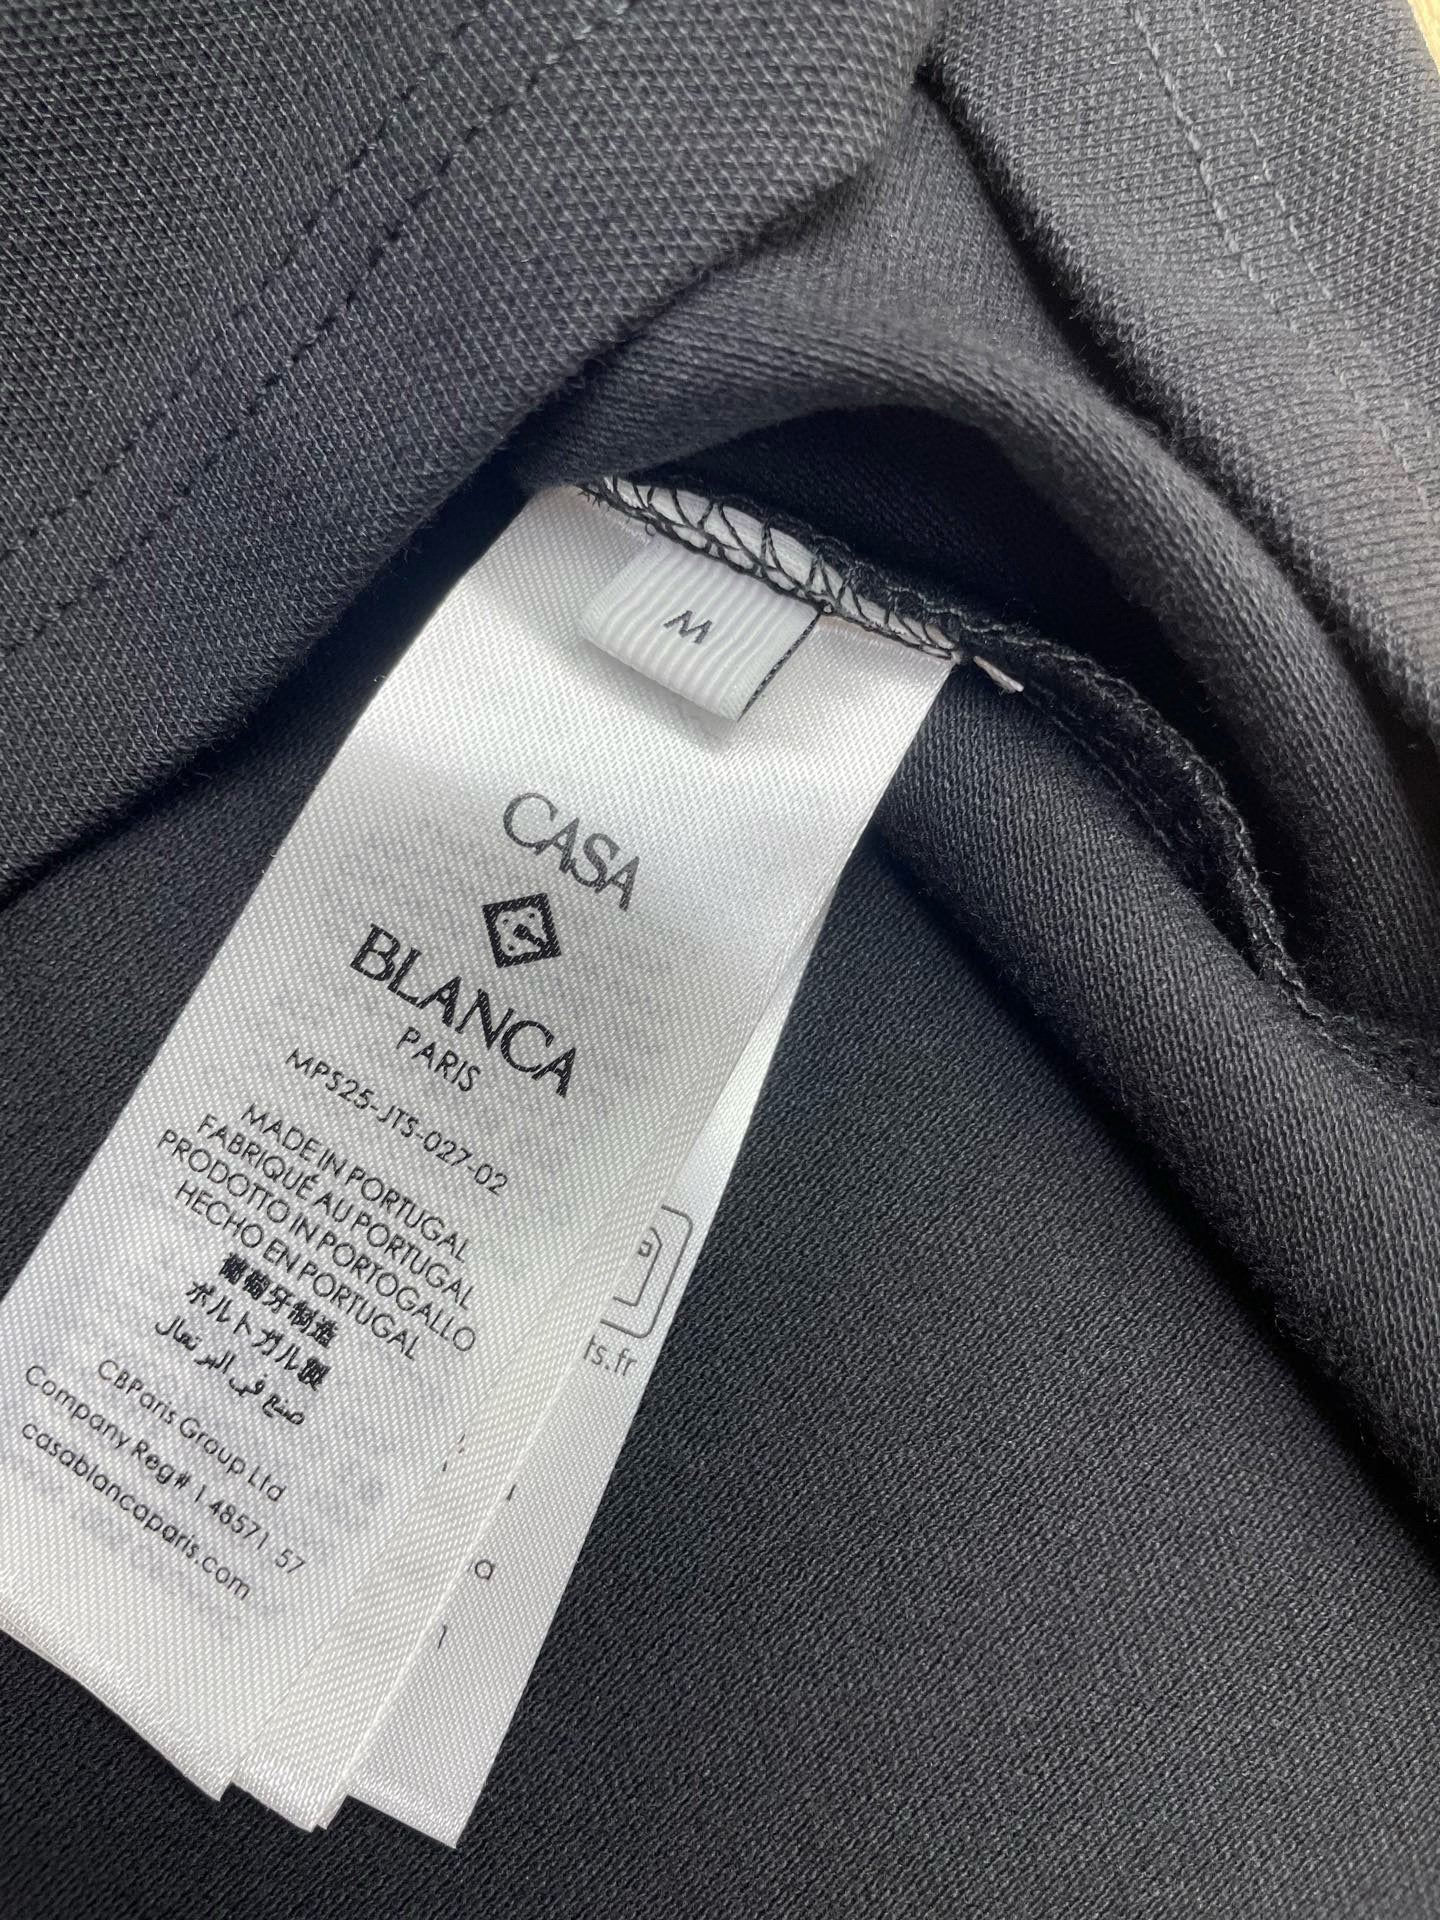 M
CASA
BLANCA
PARIS
MPS25-JTS-027-02
MADE IN PORTUGAL
FABRIQUÉ AU PORTUGAL
PRODOTTO IN PORTOGALLO
HECHO EN PORTUGAL
葡萄牙制造
ポルトガル製
صنع في البرتغال
CBParis Group Ltd
Company Reg# 148571 57
casablancaparis.com
ts.fr
a